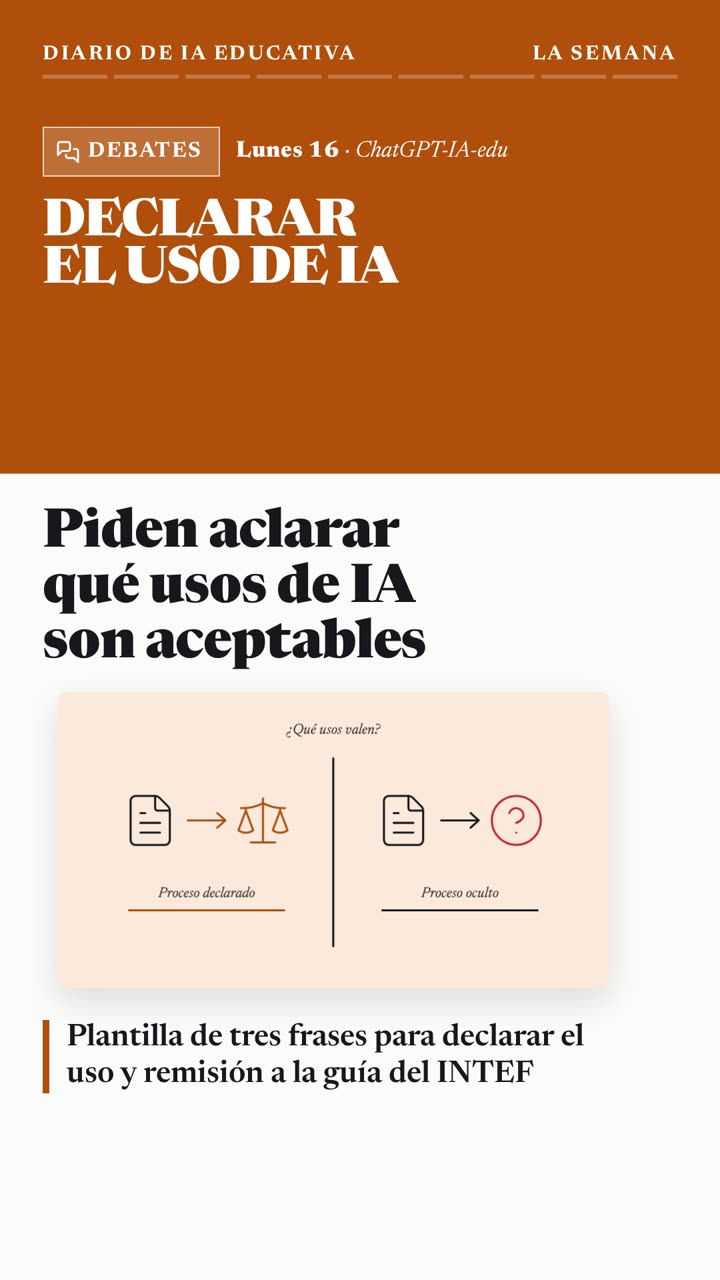 DIARIO DE IA EDUCATIVA
LA SEMANA
DEBATES
Lunes 16 · ChatGPT-IA-edu
DECLARAR
EL USO DE IA
Piden aclarar
qué usos de IA
son aceptables
¿Qué usos valen?
?
Proceso declarado
Proceso oculto
Plantilla de tres frases para declarar el
uso y remisión a la guía del INTEF